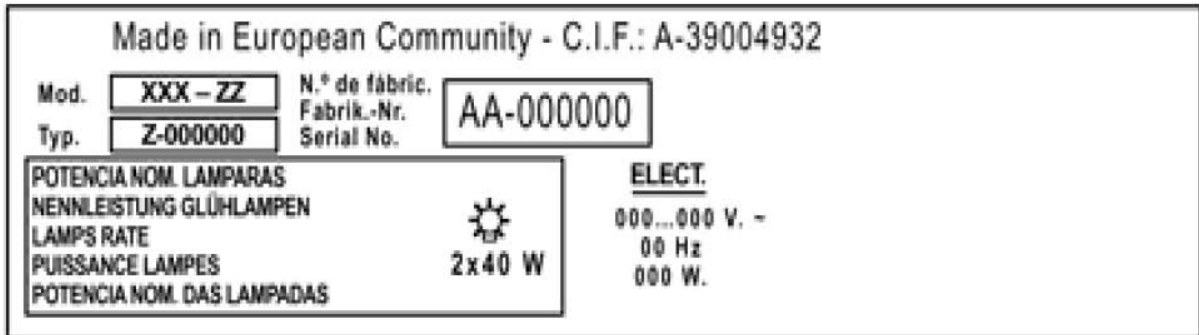 Made in European Community - C.I.F.: A-39004932
Mod. XXX – ZZ
Typ. Z-000000
N.º de fábric.
Fabrik.-Nr.
Serial No.
AA-000000
POTENCIA NOM. LAMPARAS
NENNLEISTUNG GLÜHLAMPEN
LAMPS RATE
PUISSANCE LAMPES
POTENCIA NOM. DAS LAMPADAS
2x40 W
ELECT.
000...000 V. ~
00 Hz
000 W.